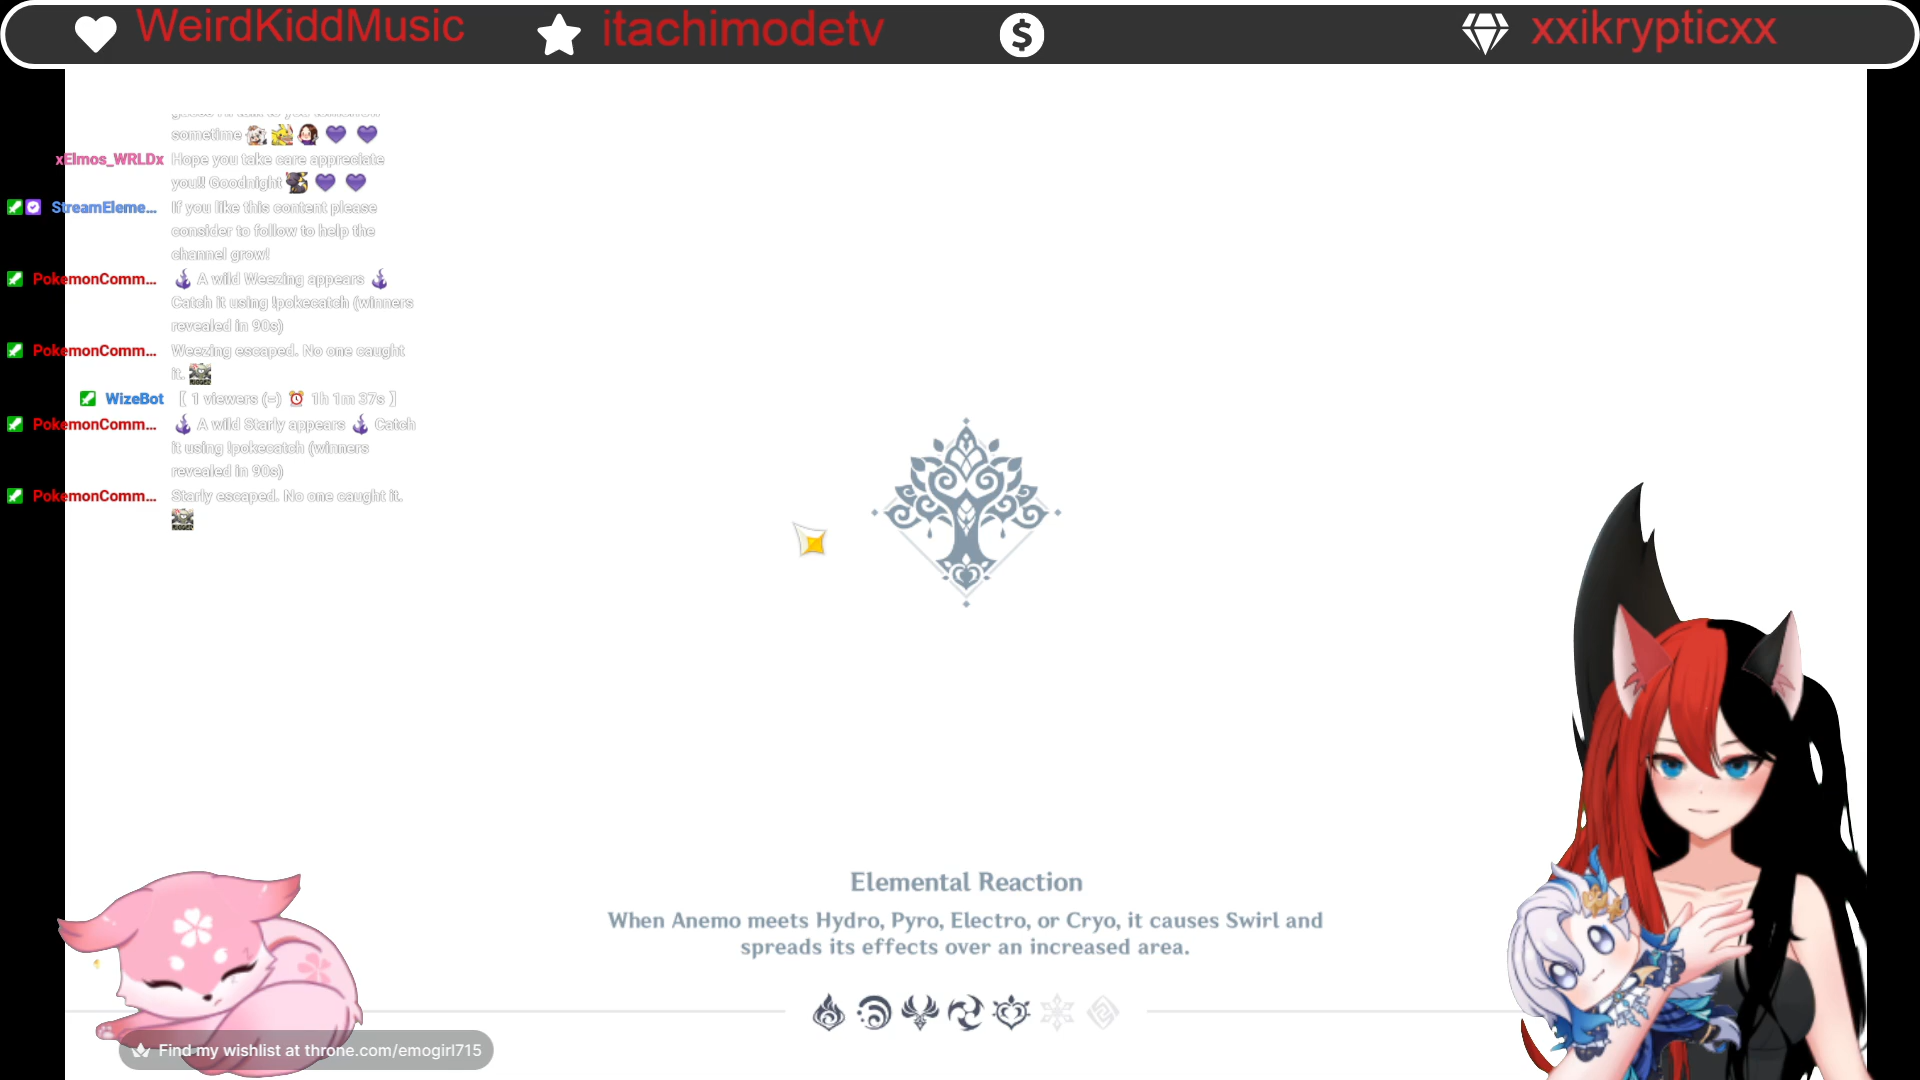 WeirdKiddMusic
itachimodetv
xxikrypticxx
sometime
xElmos_WRLDx Hope you take care appreciate
you!! Goodnight
StreamEleme... If you like this content please
consider to follow to help the
channel grow!
PokemonComm... A wild Weezing appears
Catch it using !pokecatch (winners
revealed in 90s)
PokemonComm... Weezing escaped. No one caught
it.
WizeBot [ 1 viewers (=) ⏰ 1h 1m 37s ]
PokemonComm... A wild Starly appears Catch
it using !pokecatch (winners
revealed in 90s)
PokemonComm... Starly escaped. No one caught it.
Elemental Reaction
When Anemo meets Hydro, Pyro, Electro, or Cryo, it causes Swirl and
spreads its effects over an increased area.
Find my wishlist at throne.com/emogirl715